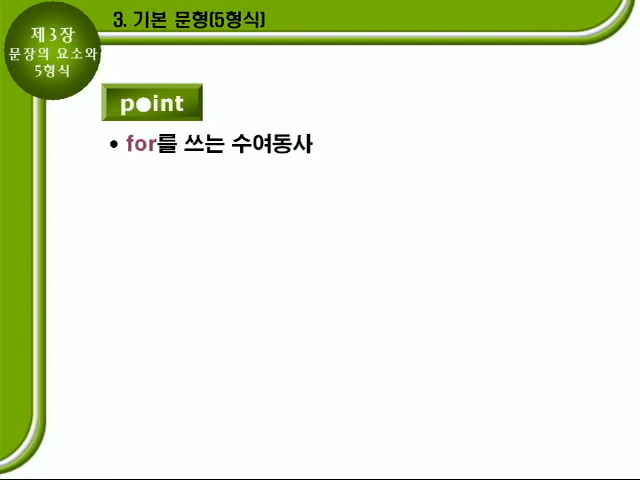 제3장
문장의 요소와
5형식
3. 기본 문형(5형식)
point
• for를 쓰는 수여동사